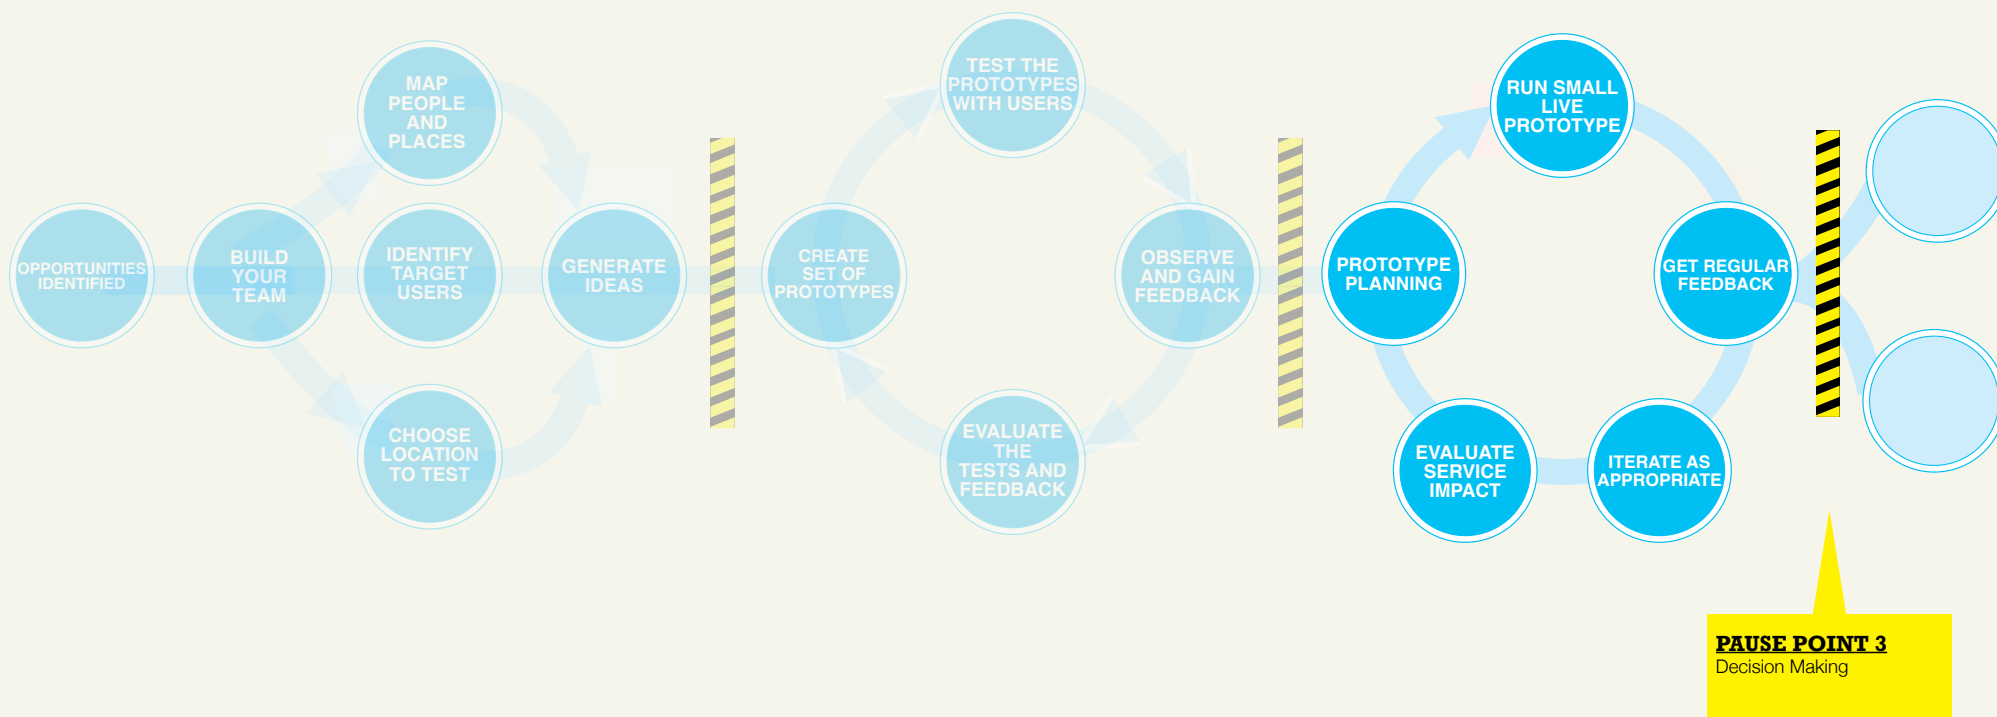 OPPORTUNITIES
IDENTIFIED
BUILD
YOUR
TEAM
MAP
PEOPLE
AND
PLACES
IDENTIFY
TARGET
USERS
CHOOSE
LOCATION
TO TEST
GENERATE
IDEAS
CREATE
SET OF
PROTOTYPES
TEST THE
PROTOTYPES
WITH USERS
OBSERVE
AND GAIN
FEEDBACK
EVALUATE
THE
TESTS AND
FEEDBACK
PROTOTYPE
PLANNING
RUN SMALL
LIVE
PROTOTYPE
GET REGULAR
FEEDBACK
ITERATE AS
APPROPRIATE
EVALUATE
SERVICE
IMPACT
PAUSE POINT 3
Decision Making